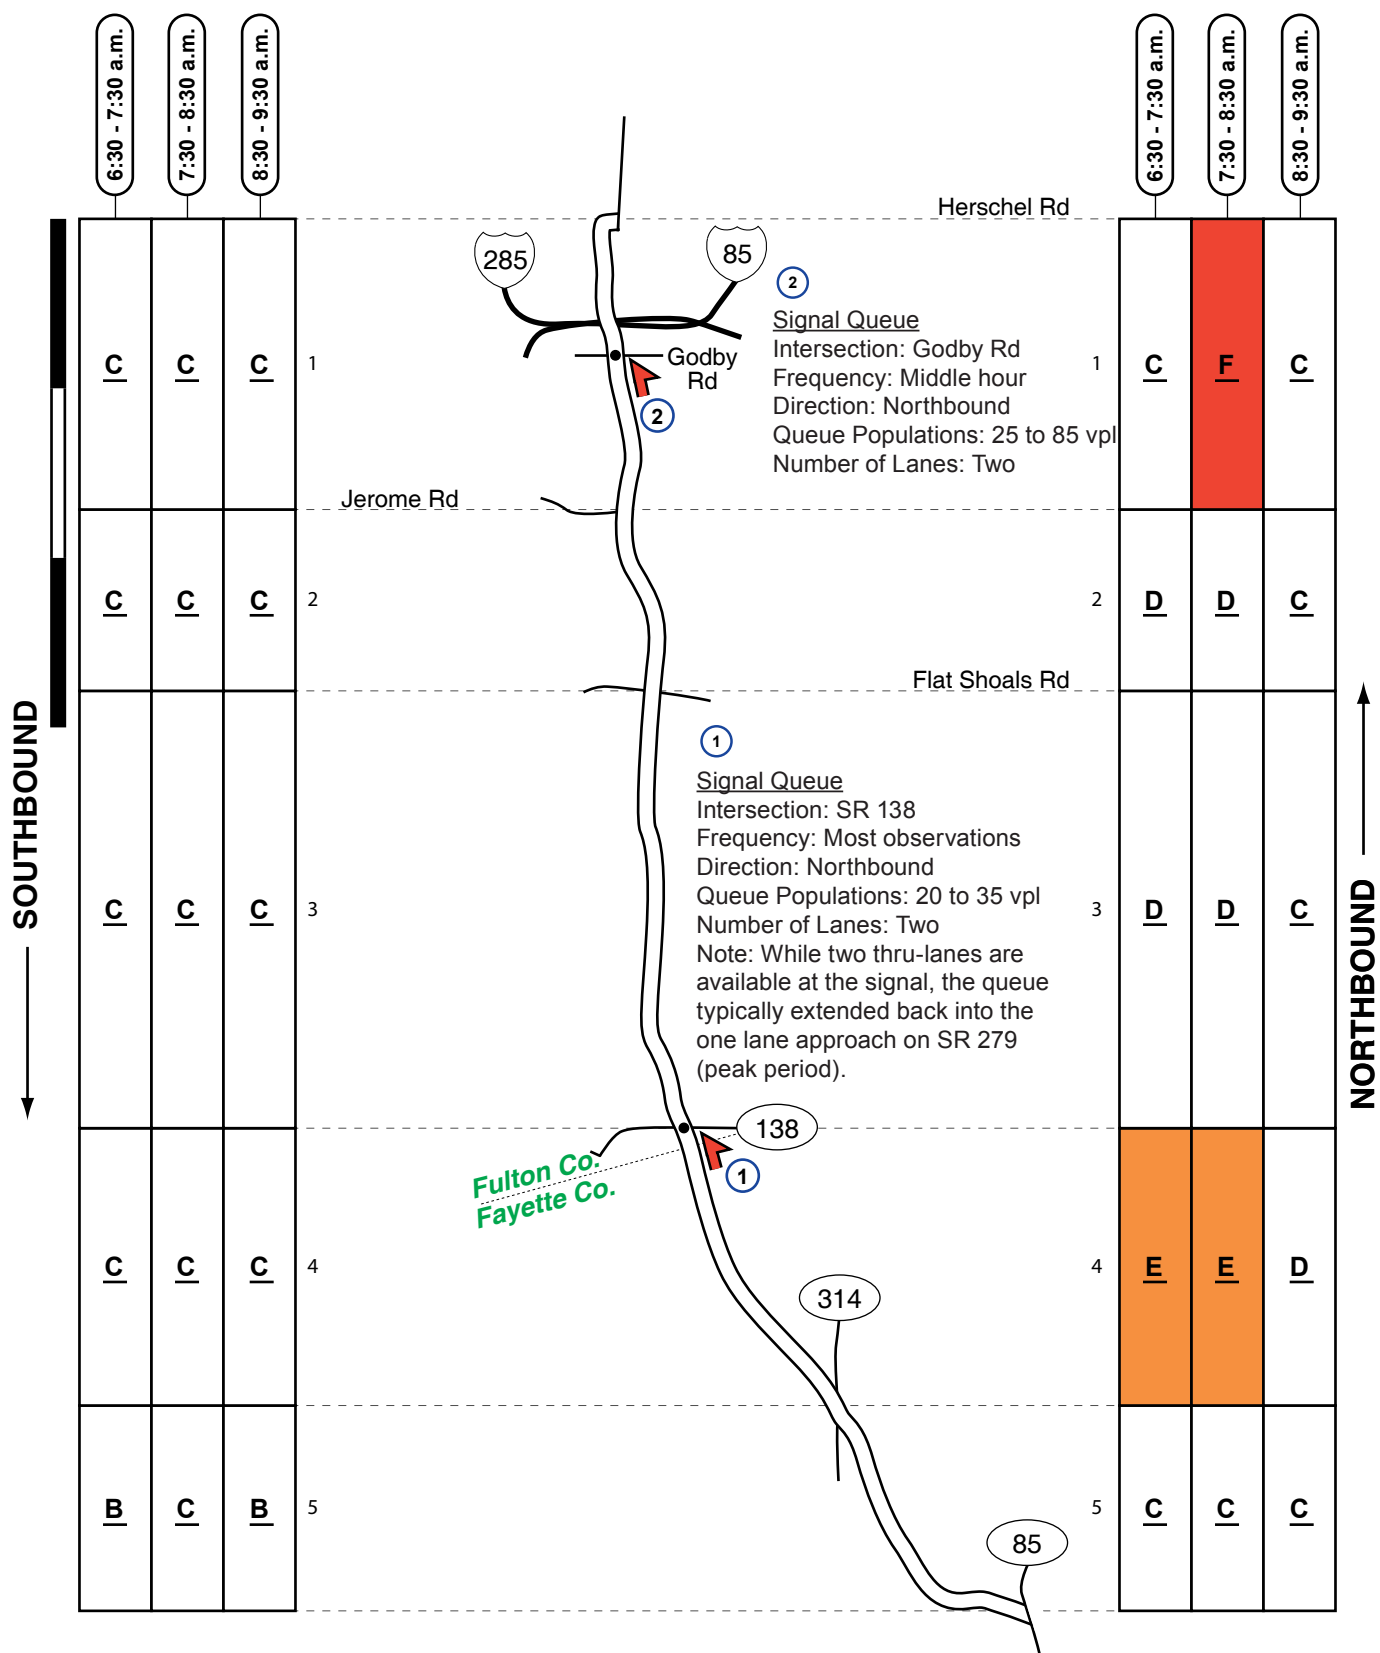 6:30 - 7:30 a.m.
7:30 - 8:30 a.m.
8:30 - 9:30 a.m.
6:30 - 7:30 a.m.
7:30 - 8:30 a.m.
8:30 - 9:30 a.m.
Herschel Rd
285
85
2
Signal Queue
Intersection: Godby Rd
Frequency: Middle hour
Direction: Northbound
Queue Populations: 25 to 85 vpl
Number of Lanes: Two
Godby
Rd
2
C C C 1
1 C F C
Jerome Rd
C C C 2
2 D D C
Flat Shoals Rd
SOUTHBOUND
NORTHBOUND
1
Signal Queue
Intersection: SR 138
Frequency: Most observations
Direction: Northbound
Queue Populations: 20 to 35 vpl
Number of Lanes: Two
Note: While two thru-lanes are
available at the signal, the queue
typically extended back into the
one lane approach on SR 279
(peak period).
C C C 3
3 D D C
138
1
Fulton Co.
Fayette Co.
C C C 4
4 E E D
314
B C B 5
5 C C C
85